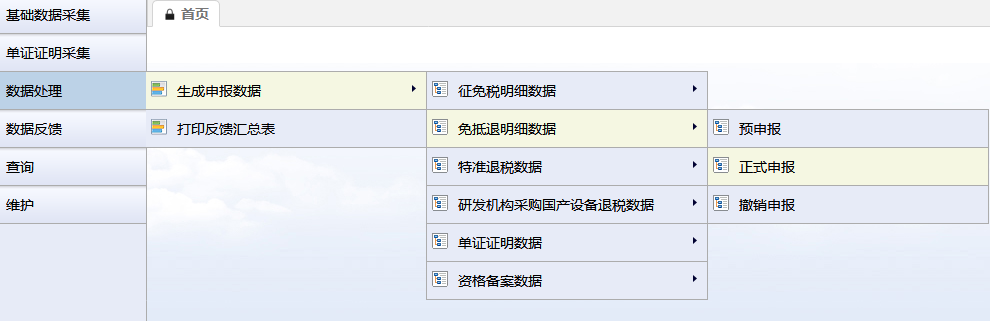 基础数据采集
首页
单证证明采集
数据处理
生成申报数据
征免税明细数据
数据反馈
打印反馈汇总表
免抵退明细数据
预申报
查询
特准退税数据
正式申报
维护
研发机构采购国产设备退税数据
撤销申报
单证证明数据
资格备案数据